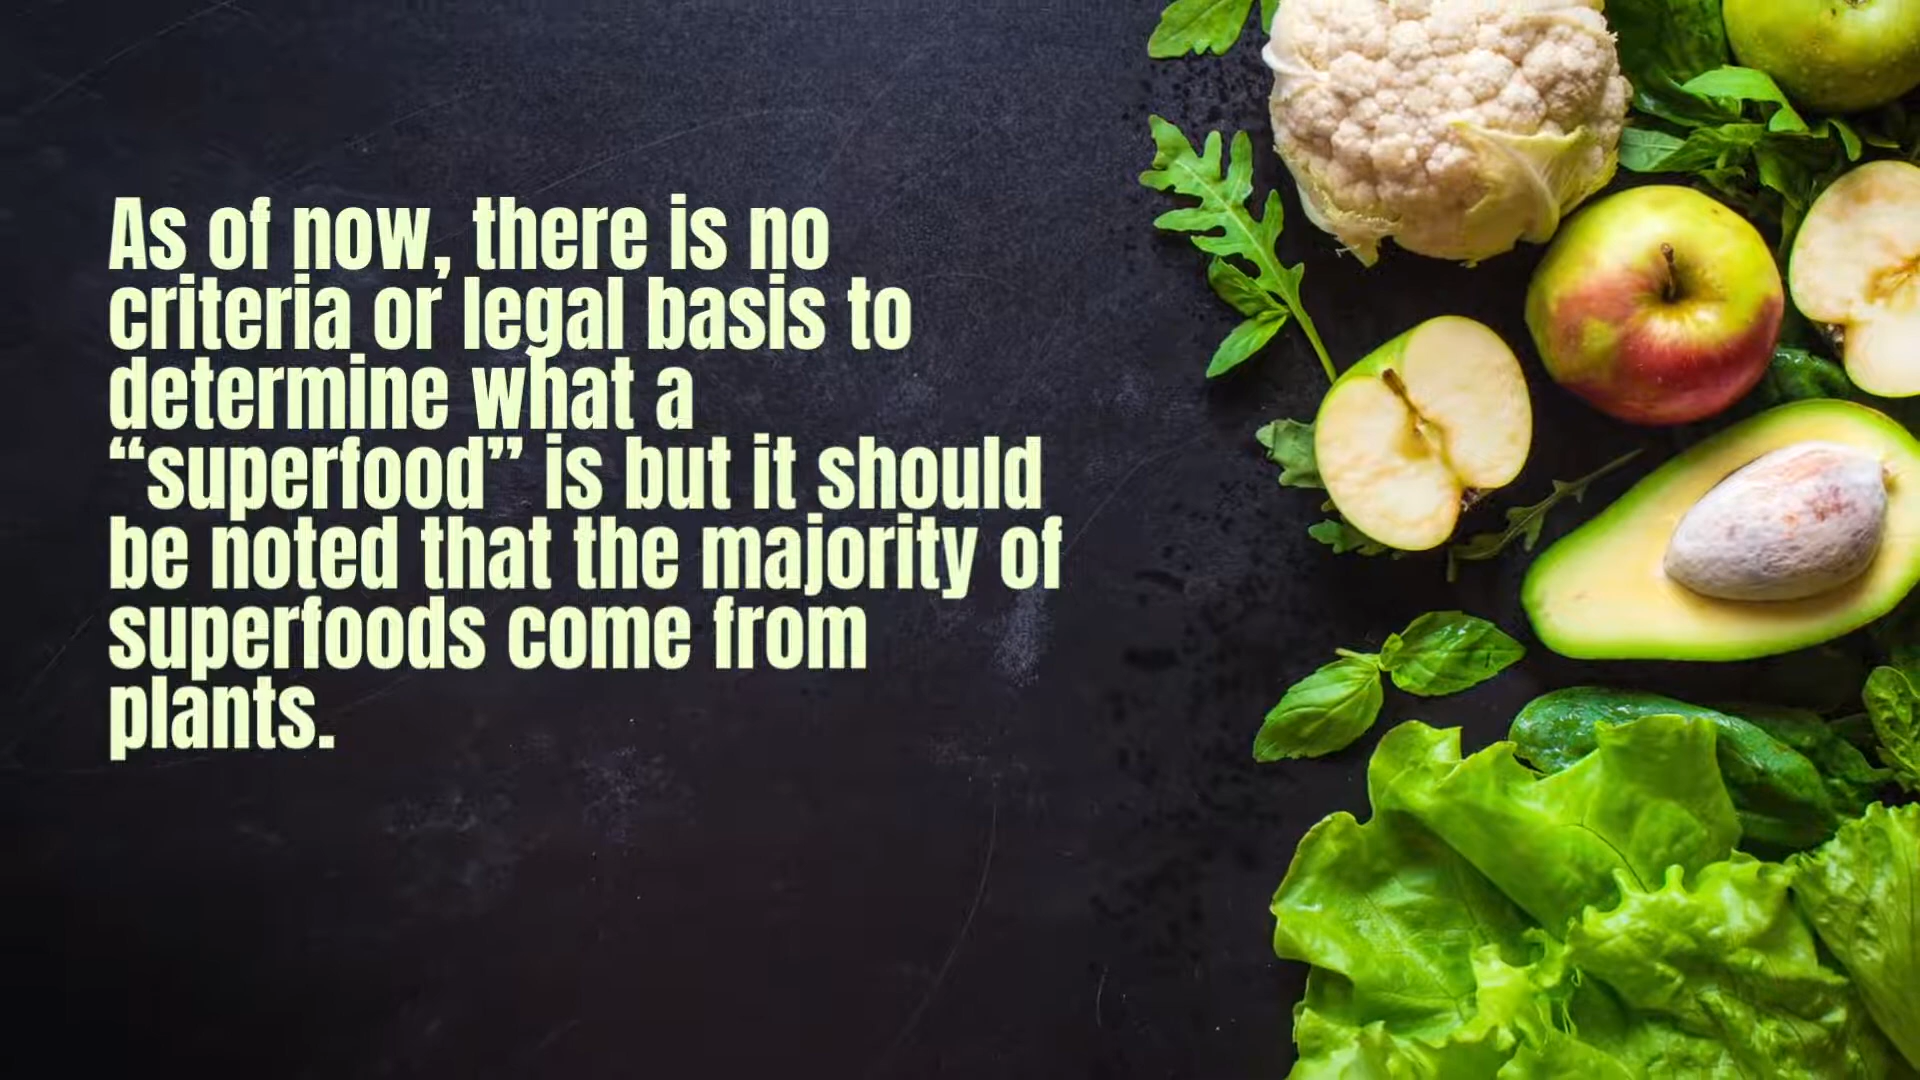 As of now, there is no
criteria or legal basis to
determine what a
“superfood” is but it should
be noted that the majority of
superfoods come from
plants.